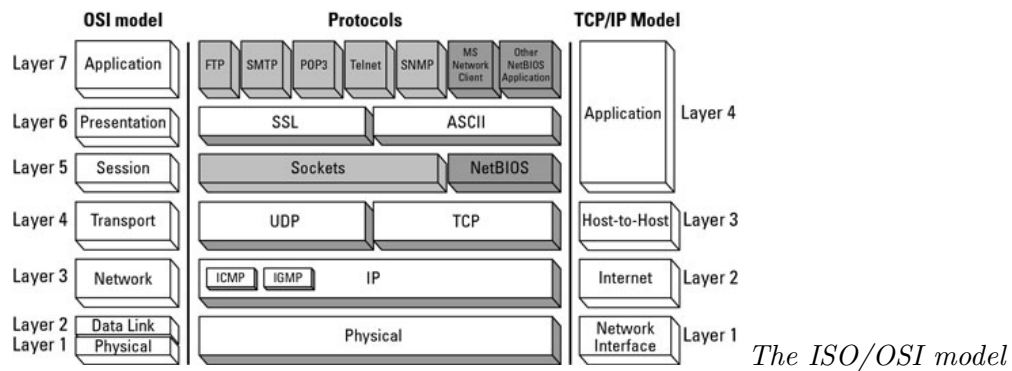 OSI model Protocols TCP/IP Model
Layer 7 Application FTP SMTP POP3 Telnet SNMP MS Network Client Other NetBIOS Application
Layer 6 Presentation SSL ASCII Application Layer 4
Layer 5 Session Sockets NetBIOS
Layer 4 Transport UDP TCP Host-to-Host Layer 3
Layer 3 Network ICMP IGMP IP Internet Layer 2
Layer 2 Data Link
Layer 1 Physical Physical Network Interface Layer 1
The ISO/OSI model